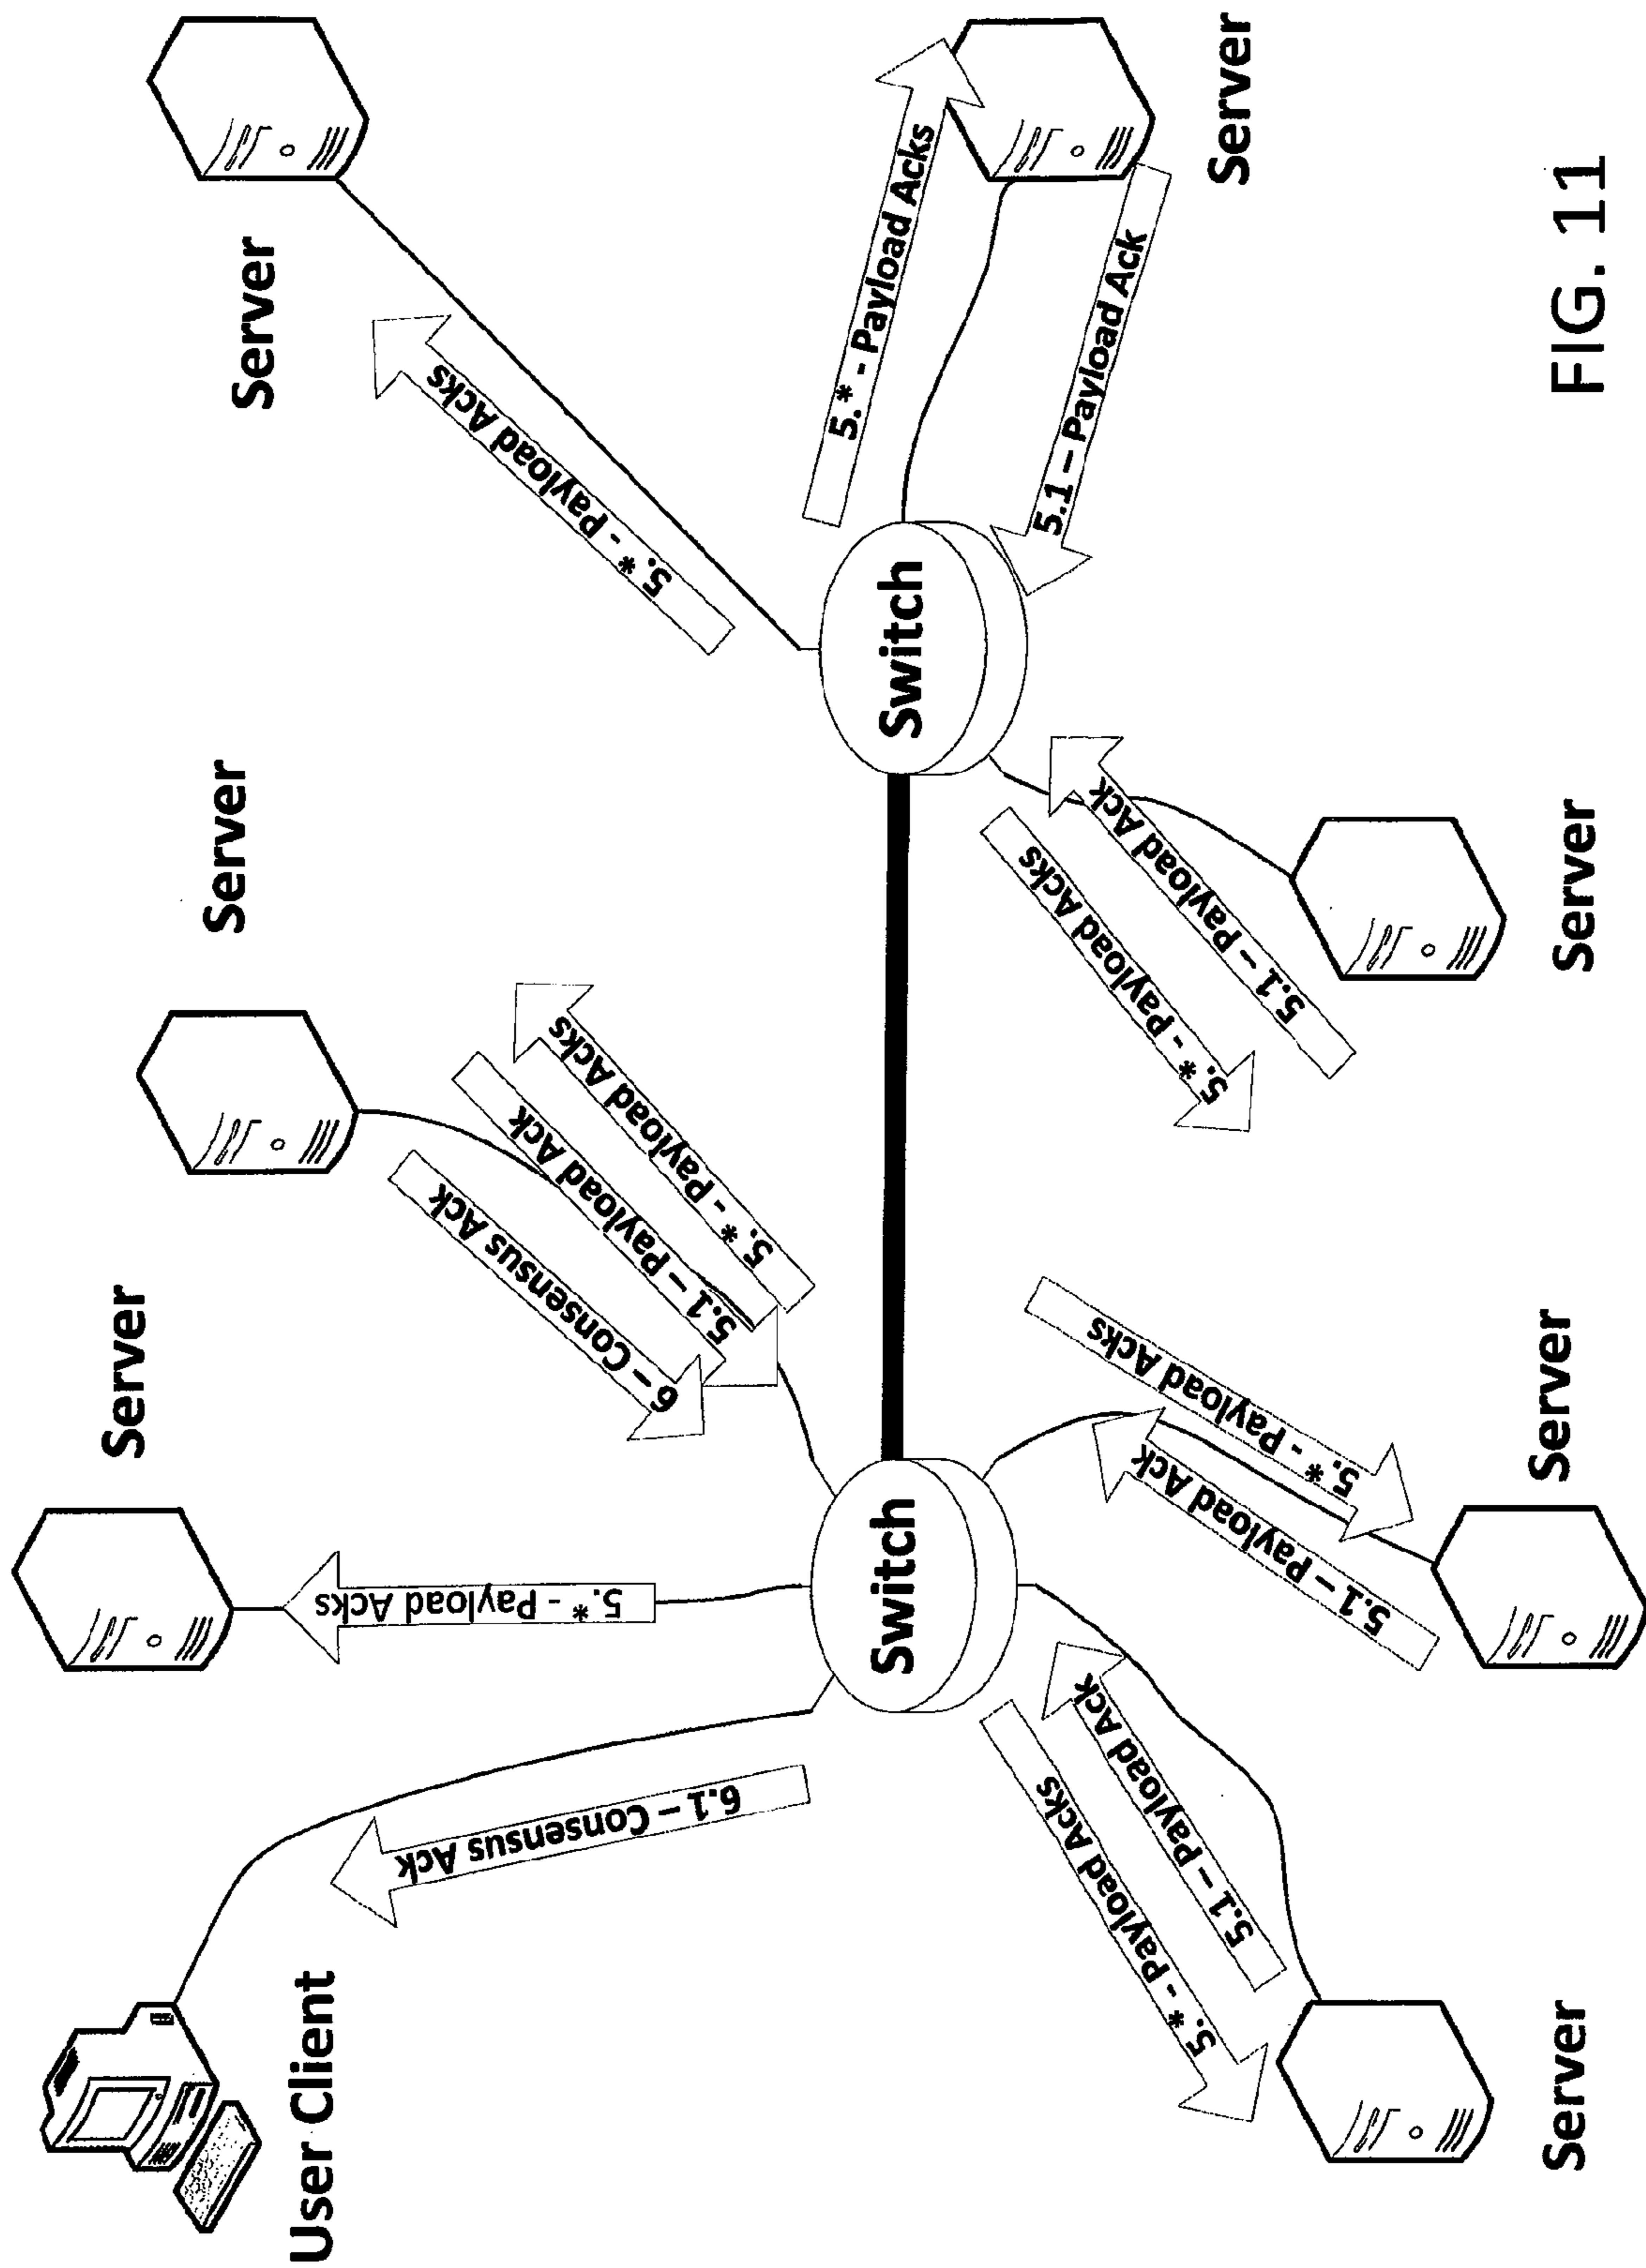 Server
Server
Server
User Client
5.* - Payload Acks
6.1 – Consensus Ack
6 – Consensus Ack
5.1 – Payload Ack
5.* - Payload Acks
5.* - Payload Acks
5.* - Payload Acks
Switch
Switch
5.1 – Payload Ack
Server
5.* - Payload Acks
5.1 – Payload Ack
5.1 – Payload Ack
5.* - Payload Acks
5.* - Payload Acks
5.1 – Payload Ack
Server
Server
Server
FIG. 11